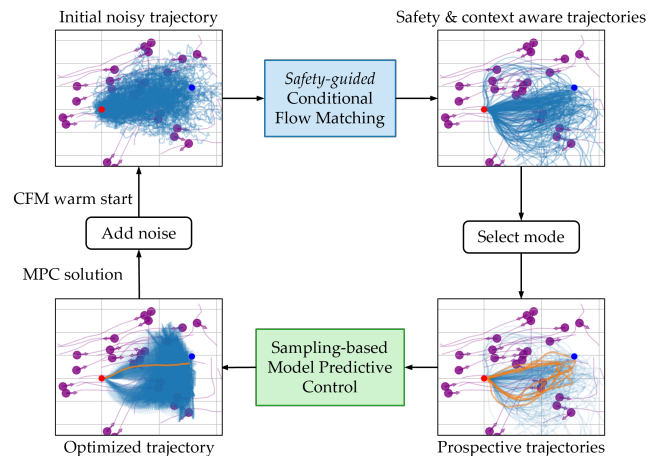 Initial noisy trajectory
Safety & context aware trajectories
Safety-guided
Conditional
Flow Matching
CFM warm start
Add noise
Select mode
MPC solution
Sampling-based
Model Predictive
Control
Optimized trajectory
Prospective trajectories